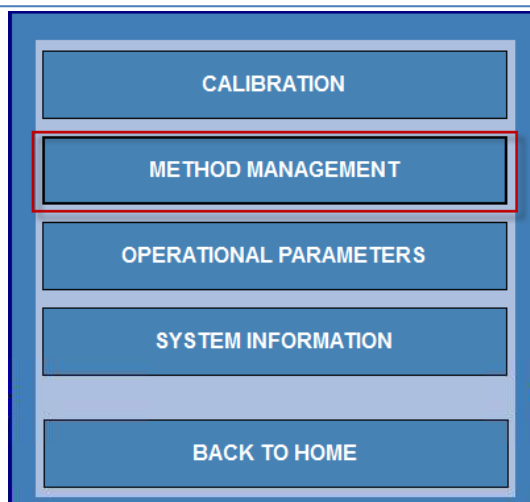 CALIBRATION
METHOD MANAGEMENT
OPERATIONAL PARAMETERS
SYSTEM INFORMATION
BACK TO HOME